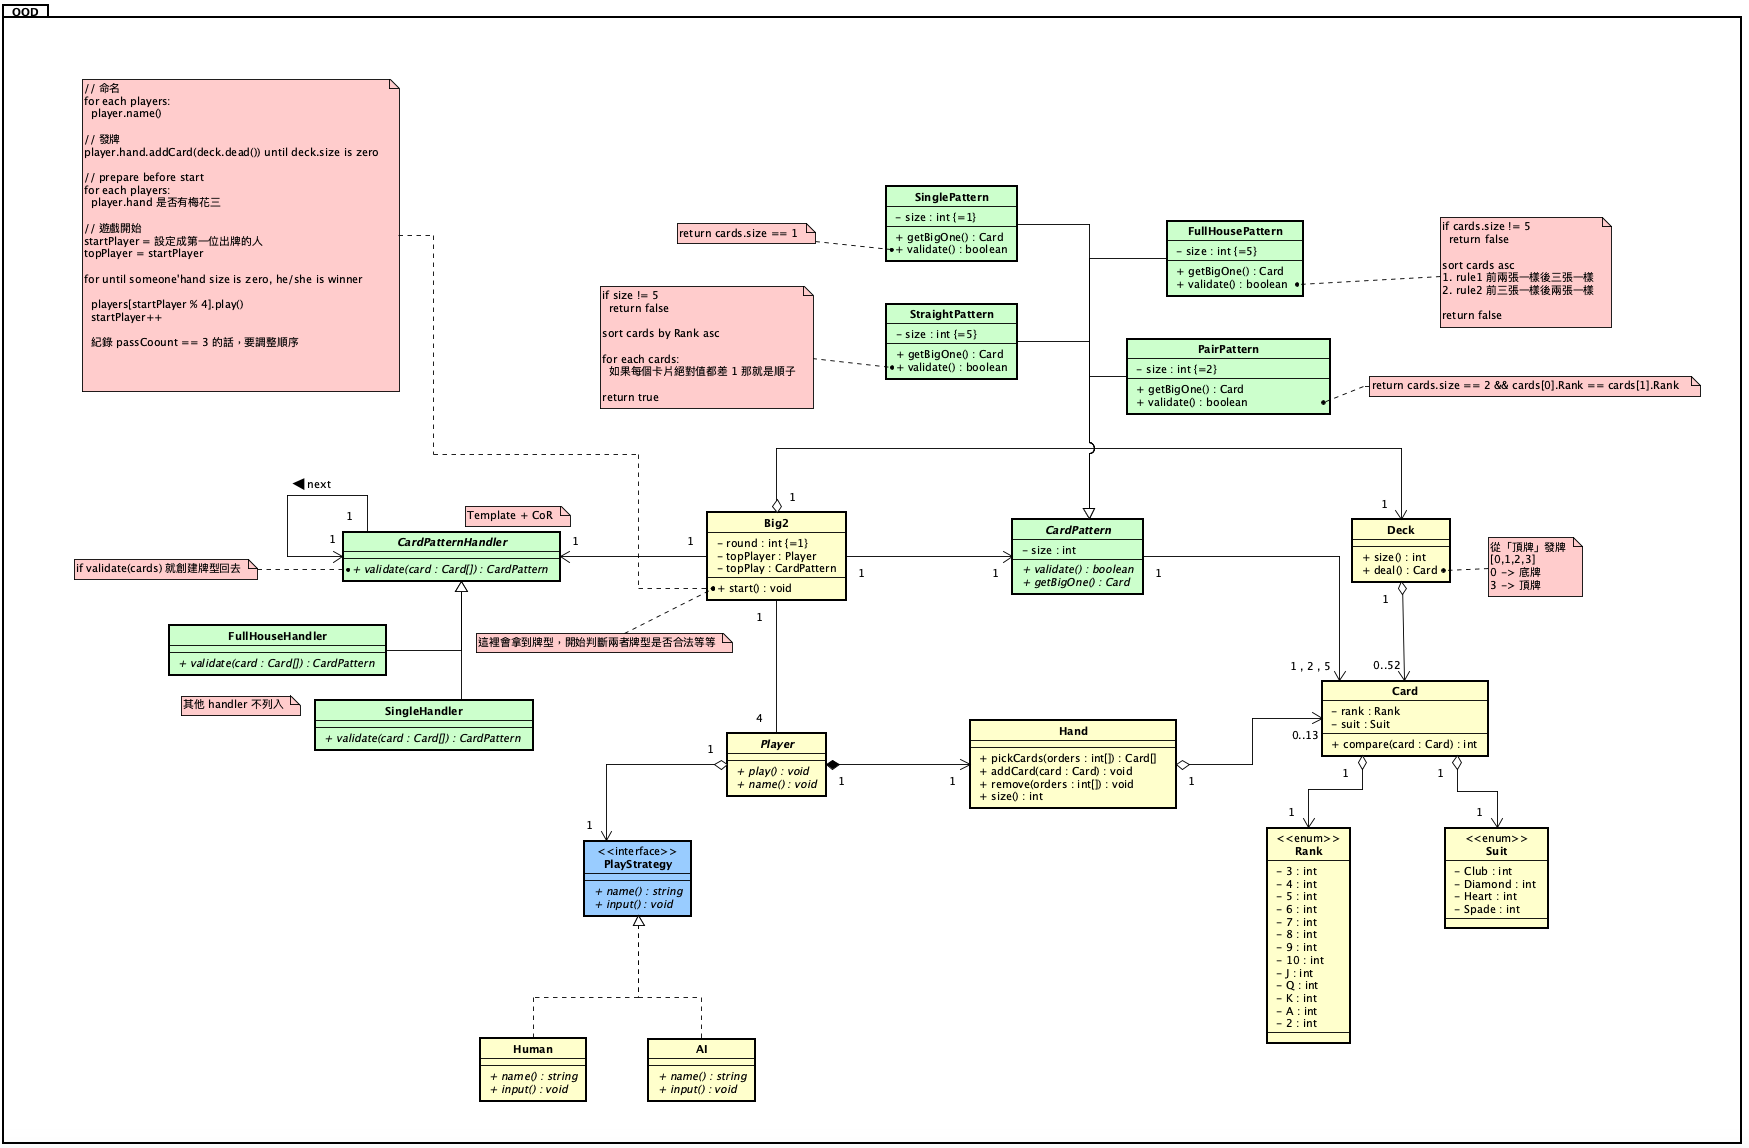 OOD
// 命名
for each players:
player.name()
// 發牌
player.hand.addCard(deck.dead()) until deck.size is zero
// prepare before start
for each players:
player.hand 是否有梅花三
// 遊戲開始
startPlayer = 設定成第一位出牌的人
topPlayer = startPlayer
for until someone'hand size is zero, he/she is winner
players[startPlayer % 4].play()
startPlayer++
紀錄 passCoount == 3 的話，要調整順序
return cards.size == 1
SinglePattern
– size : int {=1}
+ getBigOne() : Card
+ validate() : boolean
FullHousePattern
– size : int {=5}
+ getBigOne() : Card
+ validate() : boolean
if cards.size != 5
return false
sort cards asc
1. rule1 前兩張一樣後三張一樣
2. rule2 前三張一樣後兩張一樣
return false
if size != 5
return false
sort cards by Rank asc
for each cards:
如果每個卡片絕對值都差 1 那就是順子
return true
StraightPattern
– size : int {=5}
+ getBigOne() : Card
+ validate() : boolean
PairPattern
– size : int {=2}
+ getBigOne() : Card
+ validate() : boolean
return cards.size == 2 && cards[0].Rank == cards[1].Rank
next
1
1
Template + CoR
CardPatternHandler
+ validate(card : Card[]) : CardPattern
if validate(cards) 就創建牌型回去
1
1
1
Big2
– round : int {=1}
– topPlayer : Player
– topPlay : CardPattern
+ start() : void
1
1
CardPattern
– size : int
+ validate() : boolean
+ getBigOne() : Card
1
1
Deck
+ size() : int
+ deal() : Card
從「頂牌」發牌
[0,1,2,3]
0 -> 底牌
3 -> 頂牌
1
FullHouseHandler
+ validate(card : Card[]) : CardPattern
這裡會拿到牌型，開始判斷兩者牌型是否合法等等
1
其他 handler 不列入
SingleHandler
+ validate(card : Card[]) : CardPattern
4
1 , 2 , 5
0..52
Card
– rank : Rank
– suit : Suit
+ compare(card : Card) : int
0..13
1
Player
+ play() : void
+ name() : void
1
1
Hand
+ pickCards(orders : int[]) : Card[]
+ addCard(card : Card) : void
+ remove(orders : int[]) : void
+ size() : int
1
1
1
1
1
1
<<interface>>
PlayStrategy
+ name() : string
+ input() : void
<<enum>>
Rank
– 3 : int
– 4 : int
– 5 : int
– 6 : int
– 7 : int
– 8 : int
– 9 : int
– 10 : int
– J : int
– Q : int
– K : int
– A : int
– 2 : int
<<enum>>
Suit
– Club : int
– Diamond : int
– Heart : int
– Spade : int
Human
+ name() : string
+ input() : void
AI
+ name() : string
+ input() : void